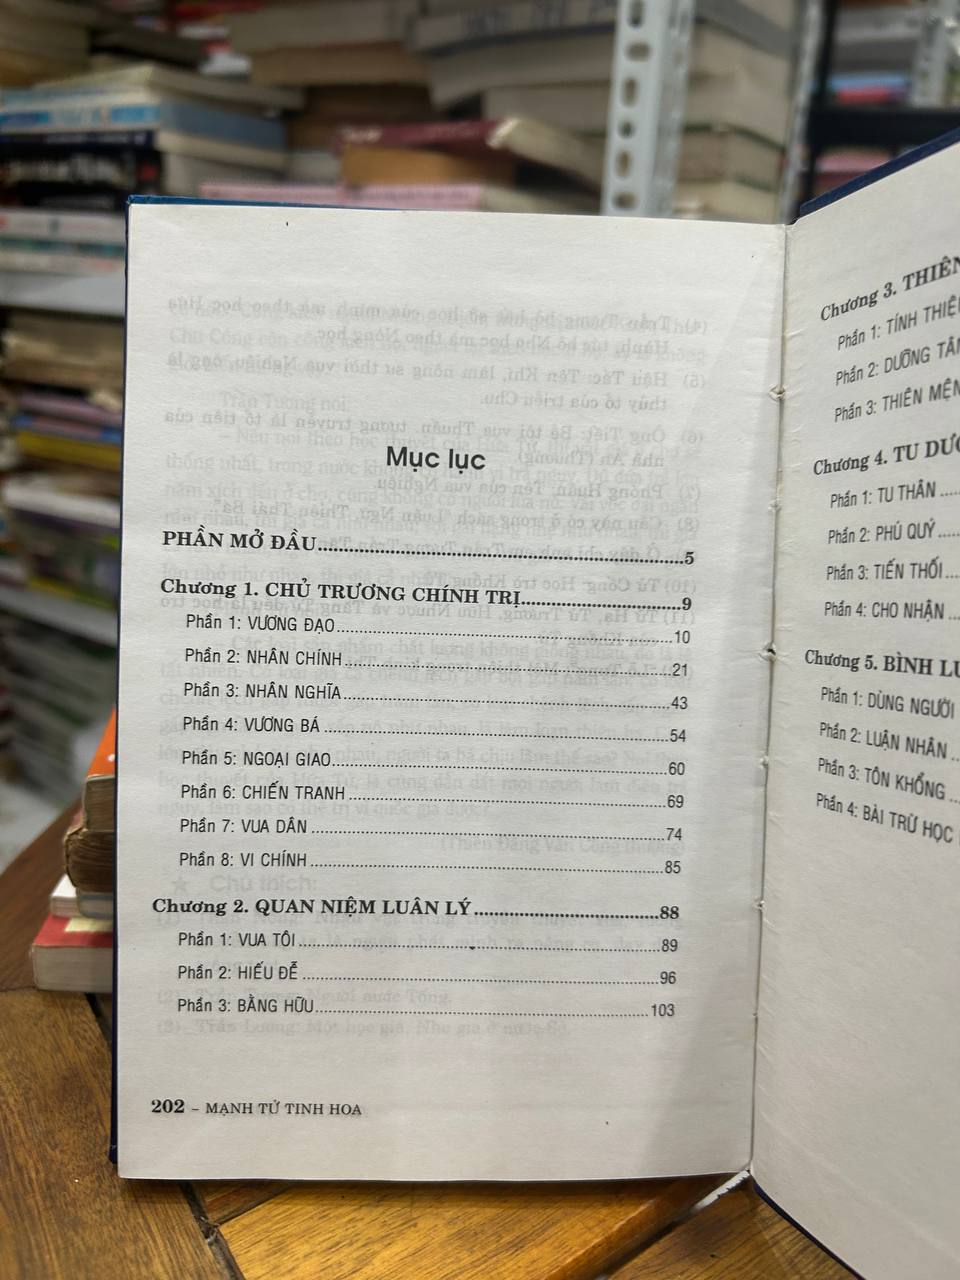 Mục lục
PHẦN MỞ ĐẦU..........5
Chương 1. CHỦ TRƯƠNG CHÍNH TRỊ..........9
Phần 1: VƯƠNG ĐẠO..........10
Phần 2: NHÂN CHÍNH..........21
Phần 3: NHÂN NGHĨA..........43
Phần 4: VƯƠNG BÁ..........54
Phần 5: NGOẠI GIAO..........60
Phần 6: CHIẾN TRANH..........69
Phần 7: VUA DÂN..........74
Phần 8: VI CHÍNH..........85
Chương 2. QUAN NIỆM LUÂN LÝ..........88
Phần 1: VUA TÔI..........89
Phần 2: HIẾU ĐỄ..........96
Phần 3: BẰNG HỮU..........103
202 – MẠNH TỬ TINH HOA
Chương 3. THIÊN
Phần 1: TÍNH THIỆ
Phần 2: DƯỠNG TÂ
Phần 3: THIÊN MỆN
Chương 4. TU DƯ
Phần 1: TU THÂN....
Phần 2: PHÚ QUÝ....
Phần 3: TIẾN THỐI...
Phần 4: CHO NHẬN...
Chương 5. BÌNH LU
Phần 1: DÙNG NGƯỜI
Phần 2: LUẬN NHÂN...
Phần 3: TÔN KHỔNG...
Phần 4: BÀI TRỪ HỌC